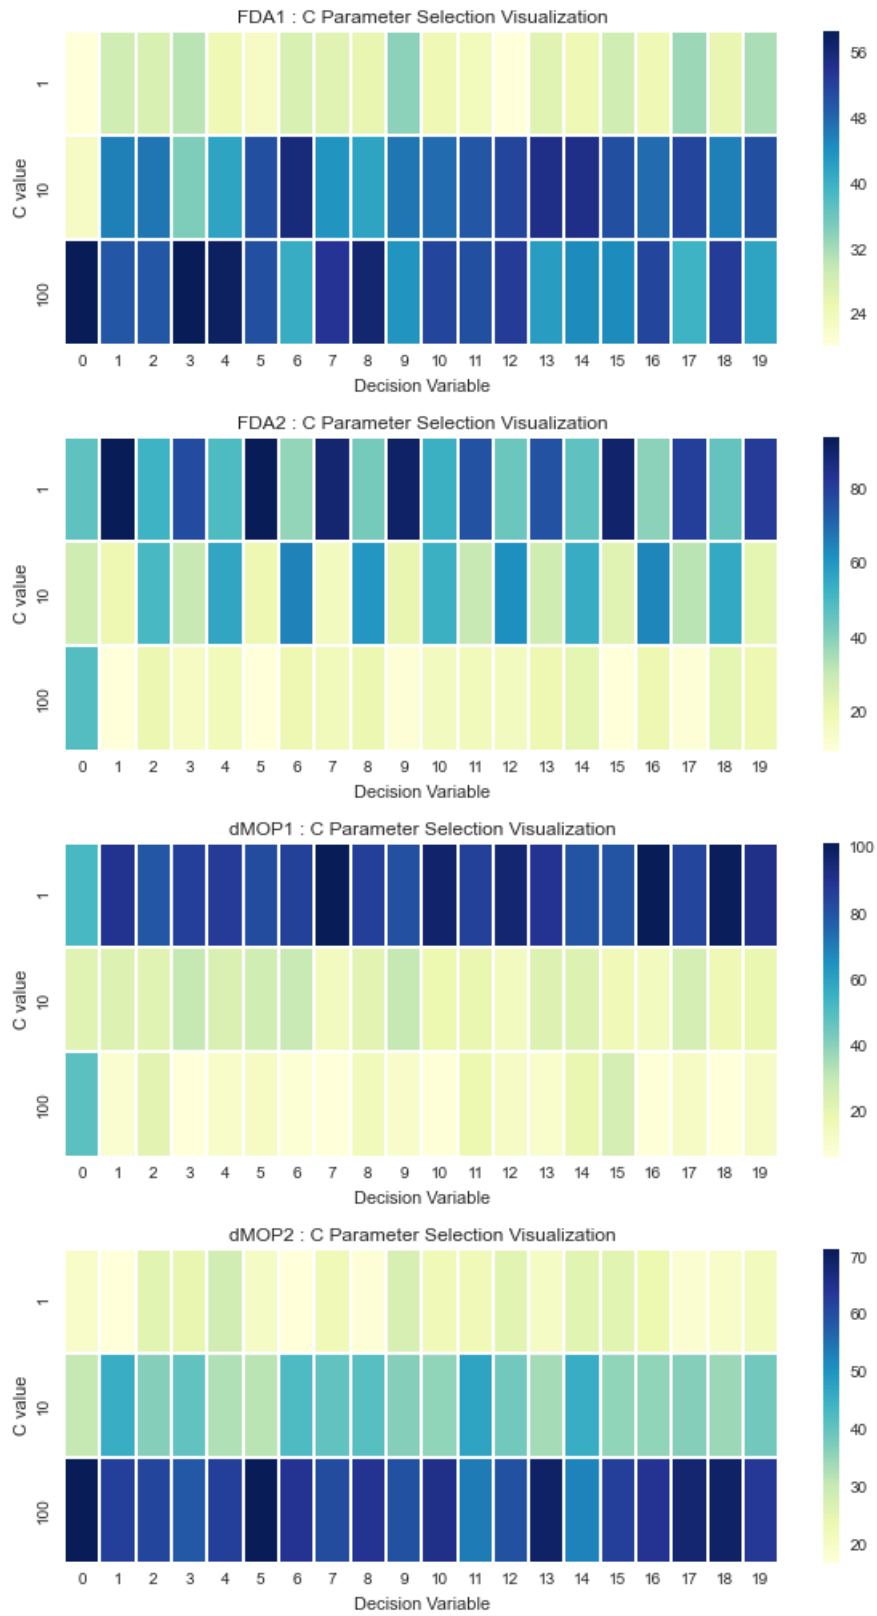 FDA1 : C Parameter Selection Visualization
C value
1
10
100
0 1 2 3 4 5 6 7 8 9 10 11 12 13 14 15 16 17 18 19
Decision Variable
56
48
40
32
24
FDA2 : C Parameter Selection Visualization
C value
1
10
100
0 1 2 3 4 5 6 7 8 9 10 11 12 13 14 15 16 17 18 19
Decision Variable
80
60
40
20
dMOP1 : C Parameter Selection Visualization
C value
1
10
100
0 1 2 3 4 5 6 7 8 9 10 11 12 13 14 15 16 17 18 19
Decision Variable
100
80
60
40
20
dMOP2 : C Parameter Selection Visualization
C value
1
10
100
0 1 2 3 4 5 6 7 8 9 10 11 12 13 14 15 16 17 18 19
Decision Variable
70
60
50
40
30
20